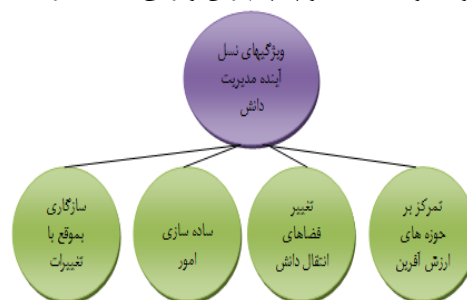 ویژگیهای نسل
آینده مدیریت
دانش
تمرکز بر
حوزه های
ارزش آفرین
تغییر
فضاهای
انتقال دانش
ساده سازی
امور
سازگاری
بموقع با
تغییرات